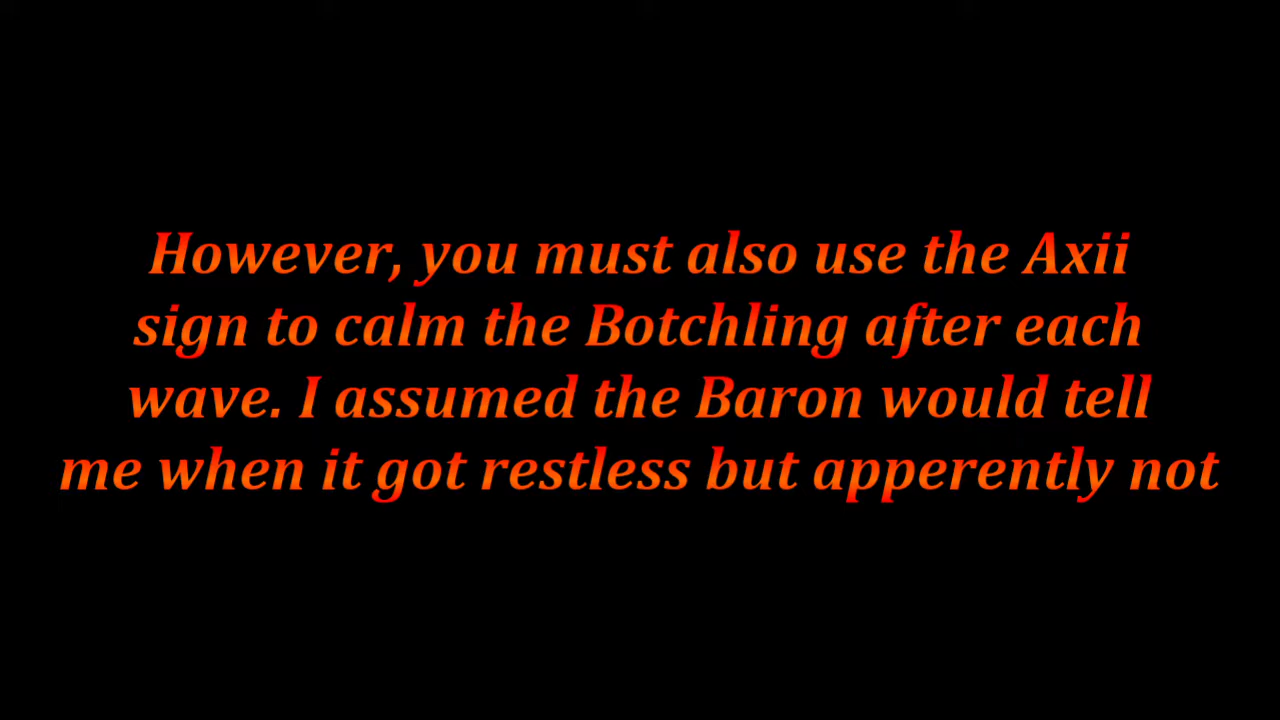 However, you must also use the Axii
sign to calm the Botchling after each
wave. I assumed the Baron would tell
me when it got restless but apperently not